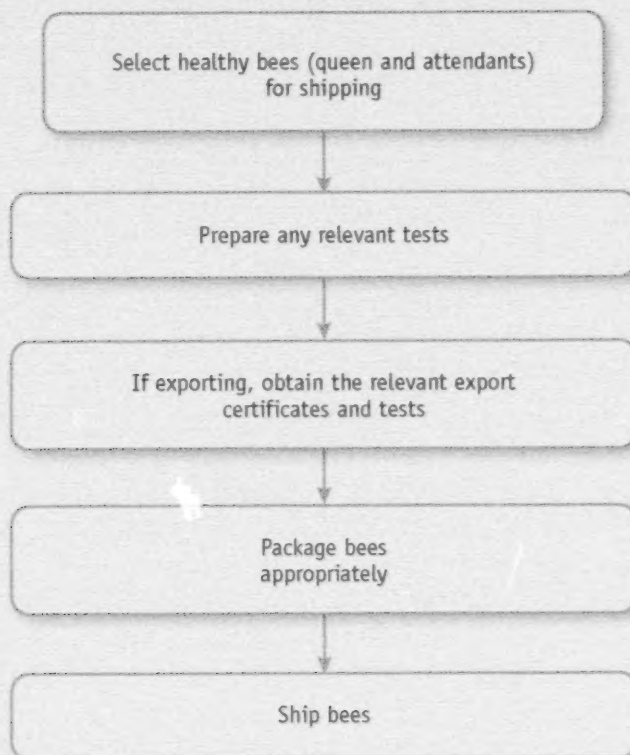 Select healthy bees (queen and attendants)
for shipping
Prepare any relevant tests
If exporting, obtain the relevant export
certificates and tests
Package bees
appropriately
Ship bees